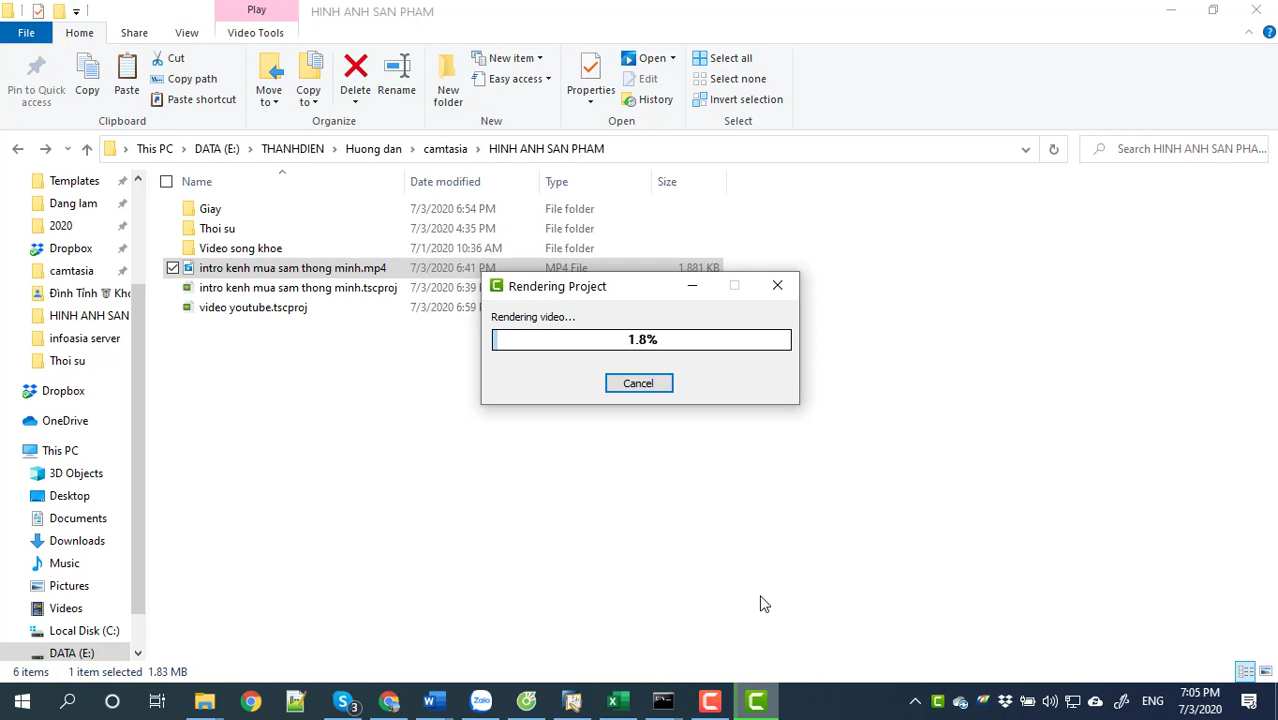 Play
HINH ANH SAN PHAM
File
Home
Share
View
Video Tools
Pin to Quick access
Copy
Paste
Cut
Copy path
Paste shortcut
Clipboard
Move to
Copy to
Delete
Rename
Organize
New folder
New item
Easy access
New
Properties
Open
Edit
History
Open
Select all
Select none
Invert selection
Select
This PC > DATA (E:) > THANHDIEN > Huong dan > camtasia > HINH ANH SAN PHAM
Search HINH ANH SAN PHA...
Templates
Dang lam
2020
Dropbox
camtasia
Đình Tỉnh
HINH ANH SAN
infoasia server
Thoi su
Dropbox
OneDrive
This PC
3D Objects
Desktop
Documents
Downloads
Music
Pictures
Videos
Local Disk (C:)
DATA (E:)
Name Date modified Type Size
Giay 7/3/2020 6:54 PM File folder
Thoi su 7/3/2020 4:35 PM File folder
Video song khoe 7/1/2020 10:36 AM File folder
intro kenh mua sam thong minh.mp4 7/3/2020 6:41 PM MP4 File 1,881 KB
intro kenh mua sam thong minh.tscproj 7/3/2020 6:39
video youtube.tscproj 7/3/2020 6:59
Rendering Project
Rendering video...
1.8%
Cancel
6 items 1 item selected 1.83 MB
3
ENG
7:05 PM
7/3/2020